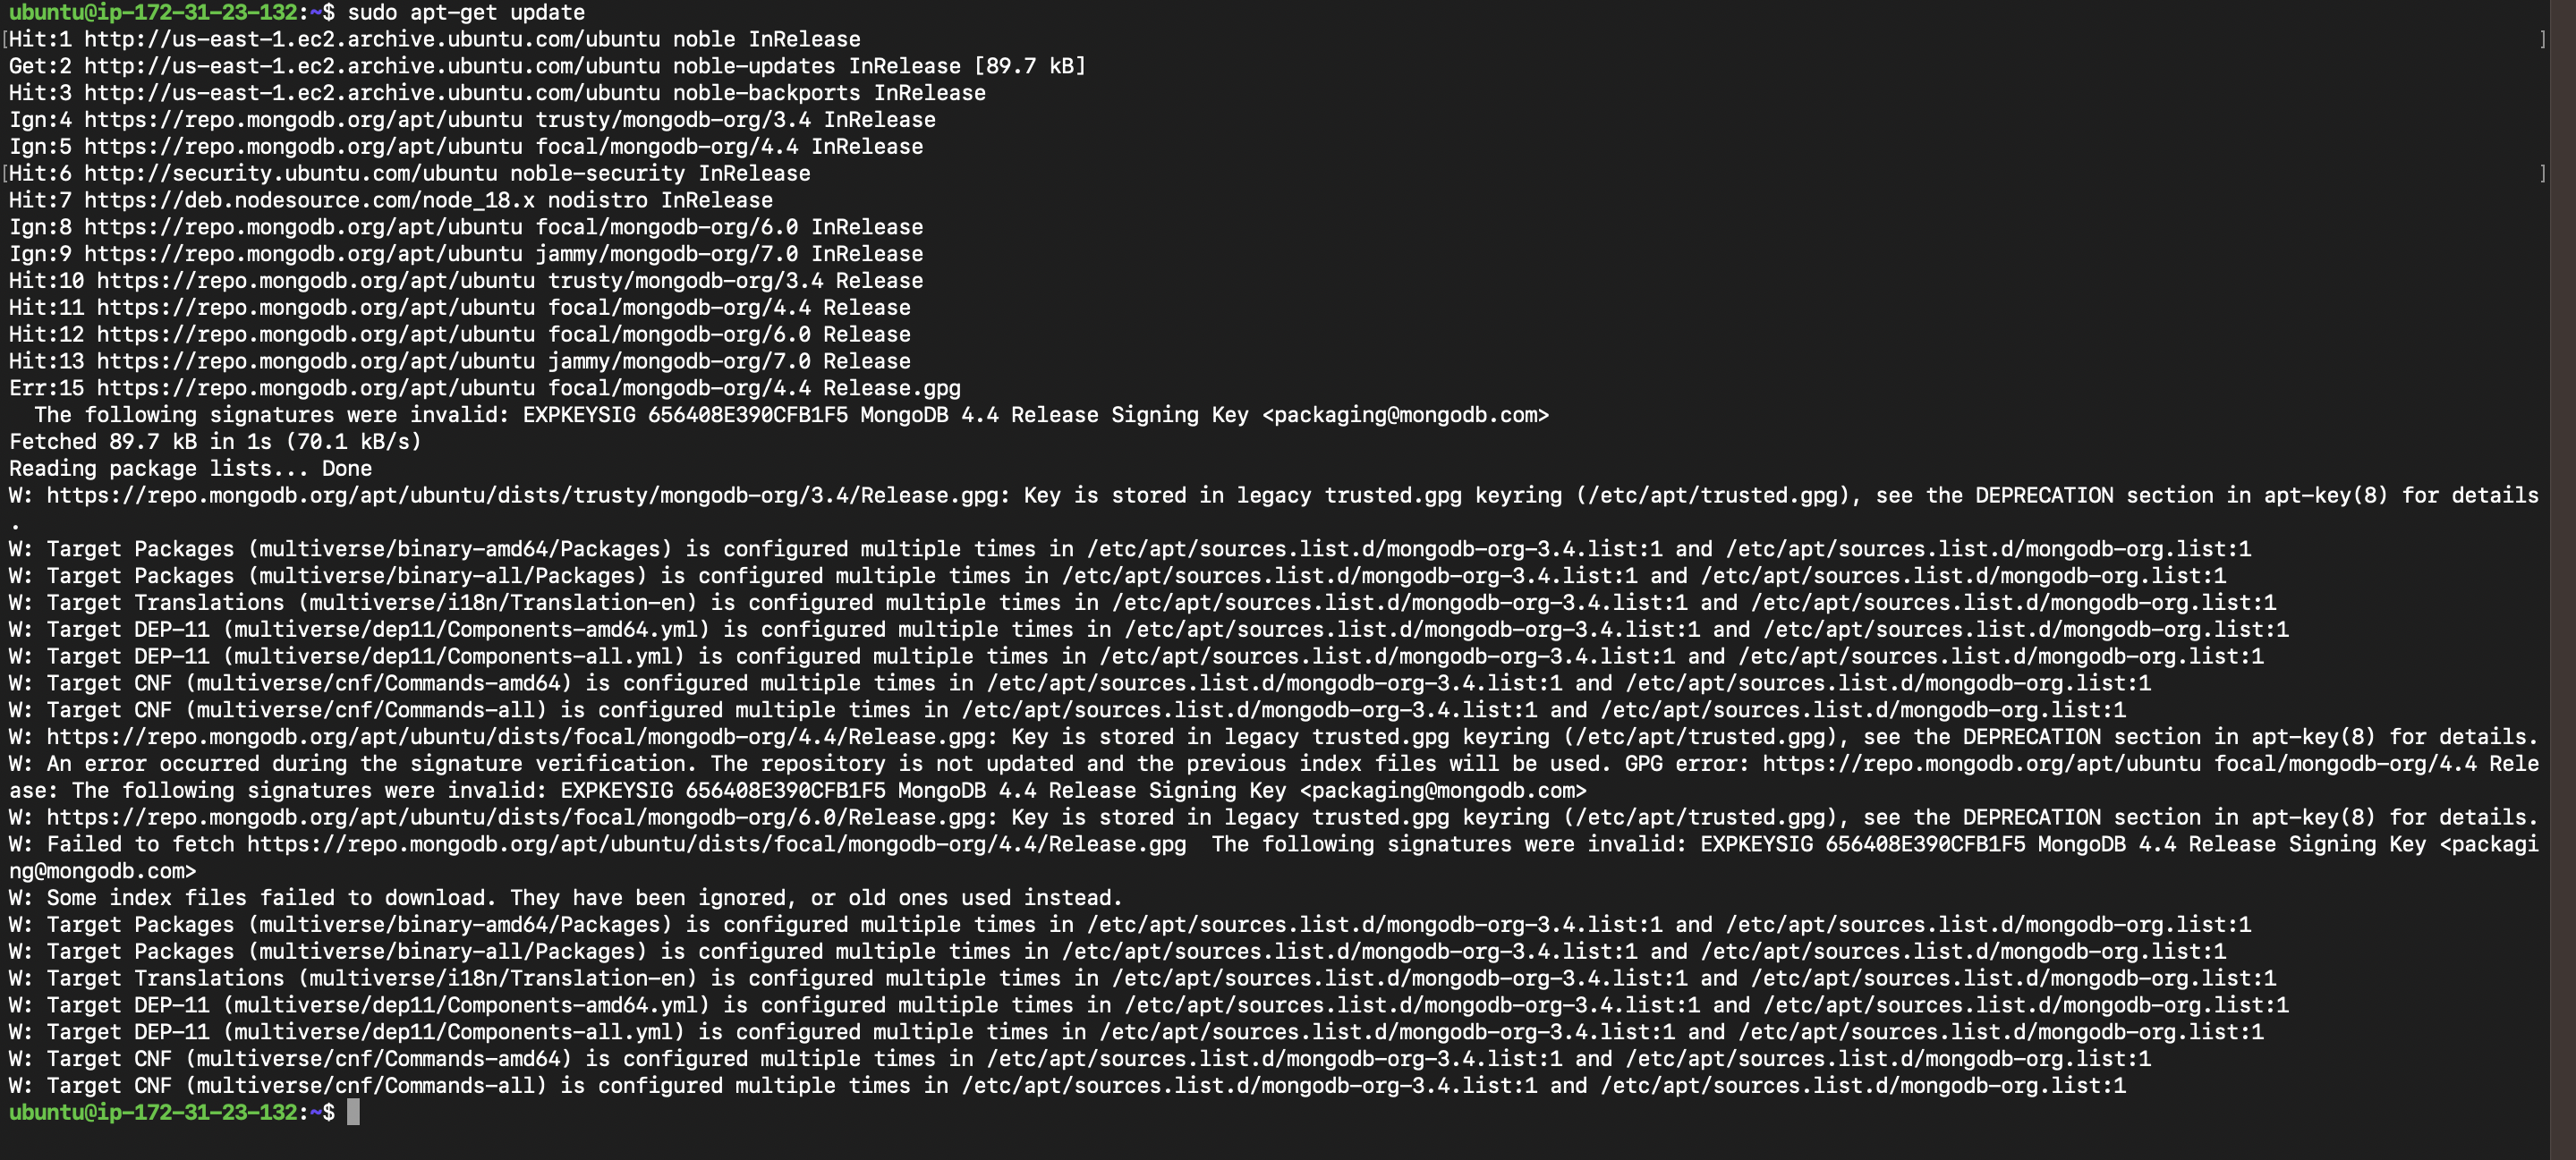 ubuntu@ip-172-31-23-132:~$ sudo apt-get update
[Hit:1 http://us-east-1.ec2.archive.ubuntu.com/ubuntu noble InRelease ]
Get:2 http://us-east-1.ec2.archive.ubuntu.com/ubuntu noble-updates InRelease [89.7 kB]
Hit:3 http://us-east-1.ec2.archive.ubuntu.com/ubuntu noble-backports InRelease
Ign:4 https://repo.mongodb.org/apt/ubuntu trusty/mongodb-org/3.4 InRelease
Ign:5 https://repo.mongodb.org/apt/ubuntu focal/mongodb-org/4.4 InRelease
[Hit:6 http://security.ubuntu.com/ubuntu noble-security InRelease ]
Hit:7 https://deb.nodesource.com/node_18.x nodistro InRelease
Ign:8 https://repo.mongodb.org/apt/ubuntu focal/mongodb-org/6.0 InRelease
Ign:9 https://repo.mongodb.org/apt/ubuntu jammy/mongodb-org/7.0 InRelease
Hit:10 https://repo.mongodb.org/apt/ubuntu trusty/mongodb-org/3.4 Release
Hit:11 https://repo.mongodb.org/apt/ubuntu focal/mongodb-org/4.4 Release
Hit:12 https://repo.mongodb.org/apt/ubuntu focal/mongodb-org/6.0 Release
Hit:13 https://repo.mongodb.org/apt/ubuntu jammy/mongodb-org/7.0 Release
Err:15 https://repo.mongodb.org/apt/ubuntu focal/mongodb-org/4.4 Release.gpg
  The following signatures were invalid: EXPKEYSIG 656408E390CFB1F5 MongoDB 4.4 Release Signing Key <packaging@mongodb.com>
Fetched 89.7 kB in 1s (70.1 kB/s)
Reading package lists... Done
W: https://repo.mongodb.org/apt/ubuntu/dists/trusty/mongodb-org/3.4/Release.gpg: Key is stored in legacy trusted.gpg keyring (/etc/apt/trusted.gpg), see the DEPRECATION section in apt-key(8) for details
.
W: Target Packages (multiverse/binary-amd64/Packages) is configured multiple times in /etc/apt/sources.list.d/mongodb-org-3.4.list:1 and /etc/apt/sources.list.d/mongodb-org.list:1
W: Target Packages (multiverse/binary-all/Packages) is configured multiple times in /etc/apt/sources.list.d/mongodb-org-3.4.list:1 and /etc/apt/sources.list.d/mongodb-org.list:1
W: Target Translations (multiverse/i18n/Translation-en) is configured multiple times in /etc/apt/sources.list.d/mongodb-org-3.4.list:1 and /etc/apt/sources.list.d/mongodb-org.list:1
W: Target DEP-11 (multiverse/dep11/Components-amd64.yml) is configured multiple times in /etc/apt/sources.list.d/mongodb-org-3.4.list:1 and /etc/apt/sources.list.d/mongodb-org.list:1
W: Target DEP-11 (multiverse/dep11/Components-all.yml) is configured multiple times in /etc/apt/sources.list.d/mongodb-org-3.4.list:1 and /etc/apt/sources.list.d/mongodb-org.list:1
W: Target CNF (multiverse/cnf/Commands-amd64) is configured multiple times in /etc/apt/sources.list.d/mongodb-org-3.4.list:1 and /etc/apt/sources.list.d/mongodb-org.list:1
W: Target CNF (multiverse/cnf/Commands-all) is configured multiple times in /etc/apt/sources.list.d/mongodb-org-3.4.list:1 and /etc/apt/sources.list.d/mongodb-org.list:1
W: https://repo.mongodb.org/apt/ubuntu/dists/focal/mongodb-org/4.4/Release.gpg: Key is stored in legacy trusted.gpg keyring (/etc/apt/trusted.gpg), see the DEPRECATION section in apt-key(8) for details.
W: An error occurred during the signature verification. The repository is not updated and the previous index files will be used. GPG error: https://repo.mongodb.org/apt/ubuntu focal/mongodb-org/4.4 Rele
ase: The following signatures were invalid: EXPKEYSIG 656408E390CFB1F5 MongoDB 4.4 Release Signing Key <packaging@mongodb.com>
W: https://repo.mongodb.org/apt/ubuntu/dists/focal/mongodb-org/6.0/Release.gpg: Key is stored in legacy trusted.gpg keyring (/etc/apt/trusted.gpg), see the DEPRECATION section in apt-key(8) for details.
W: Failed to fetch https://repo.mongodb.org/apt/ubuntu/dists/focal/mongodb-org/4.4/Release.gpg  The following signatures were invalid: EXPKEYSIG 656408E390CFB1F5 MongoDB 4.4 Release Signing Key <packagi
ng@mongodb.com>
W: Some index files failed to download. They have been ignored, or old ones used instead.
W: Target Packages (multiverse/binary-amd64/Packages) is configured multiple times in /etc/apt/sources.list.d/mongodb-org-3.4.list:1 and /etc/apt/sources.list.d/mongodb-org.list:1
W: Target Packages (multiverse/binary-all/Packages) is configured multiple times in /etc/apt/sources.list.d/mongodb-org-3.4.list:1 and /etc/apt/sources.list.d/mongodb-org.list:1
W: Target Translations (multiverse/i18n/Translation-en) is configured multiple times in /etc/apt/sources.list.d/mongodb-org-3.4.list:1 and /etc/apt/sources.list.d/mongodb-org.list:1
W: Target DEP-11 (multiverse/dep11/Components-amd64.yml) is configured multiple times in /etc/apt/sources.list.d/mongodb-org-3.4.list:1 and /etc/apt/sources.list.d/mongodb-org.list:1
W: Target DEP-11 (multiverse/dep11/Components-all.yml) is configured multiple times in /etc/apt/sources.list.d/mongodb-org-3.4.list:1 and /etc/apt/sources.list.d/mongodb-org.list:1
W: Target CNF (multiverse/cnf/Commands-amd64) is configured multiple times in /etc/apt/sources.list.d/mongodb-org-3.4.list:1 and /etc/apt/sources.list.d/mongodb-org.list:1
W: Target CNF (multiverse/cnf/Commands-all) is configured multiple times in /etc/apt/sources.list.d/mongodb-org-3.4.list:1 and /etc/apt/sources.list.d/mongodb-org.list:1
ubuntu@ip-172-31-23-132:~$